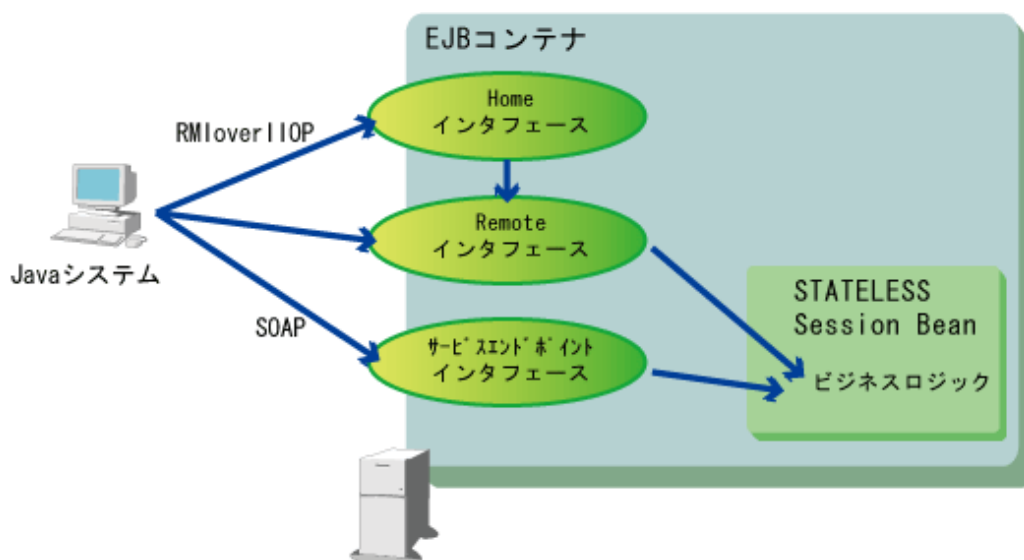 EJBコンテナ
Home
インタフェース
RMIoverIIOP
Remote
インタフェース
Javaシステム
STATELESS
Session Bean
SOAP
サービスエンドポイント
インタフェース
ビジネスロジック